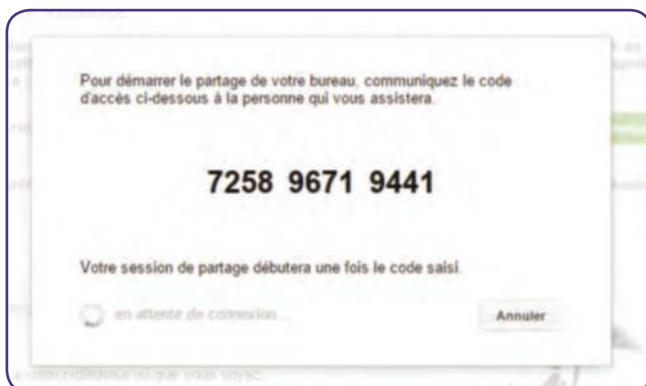 Pour démarrer le partage de votre bureau, communiquez le code
d'accès ci-dessous à la personne qui vous assistera.
7258 9671 9441
Votre session de partage débutera une fois le code saisi.
en attente de connexion...
Annuler